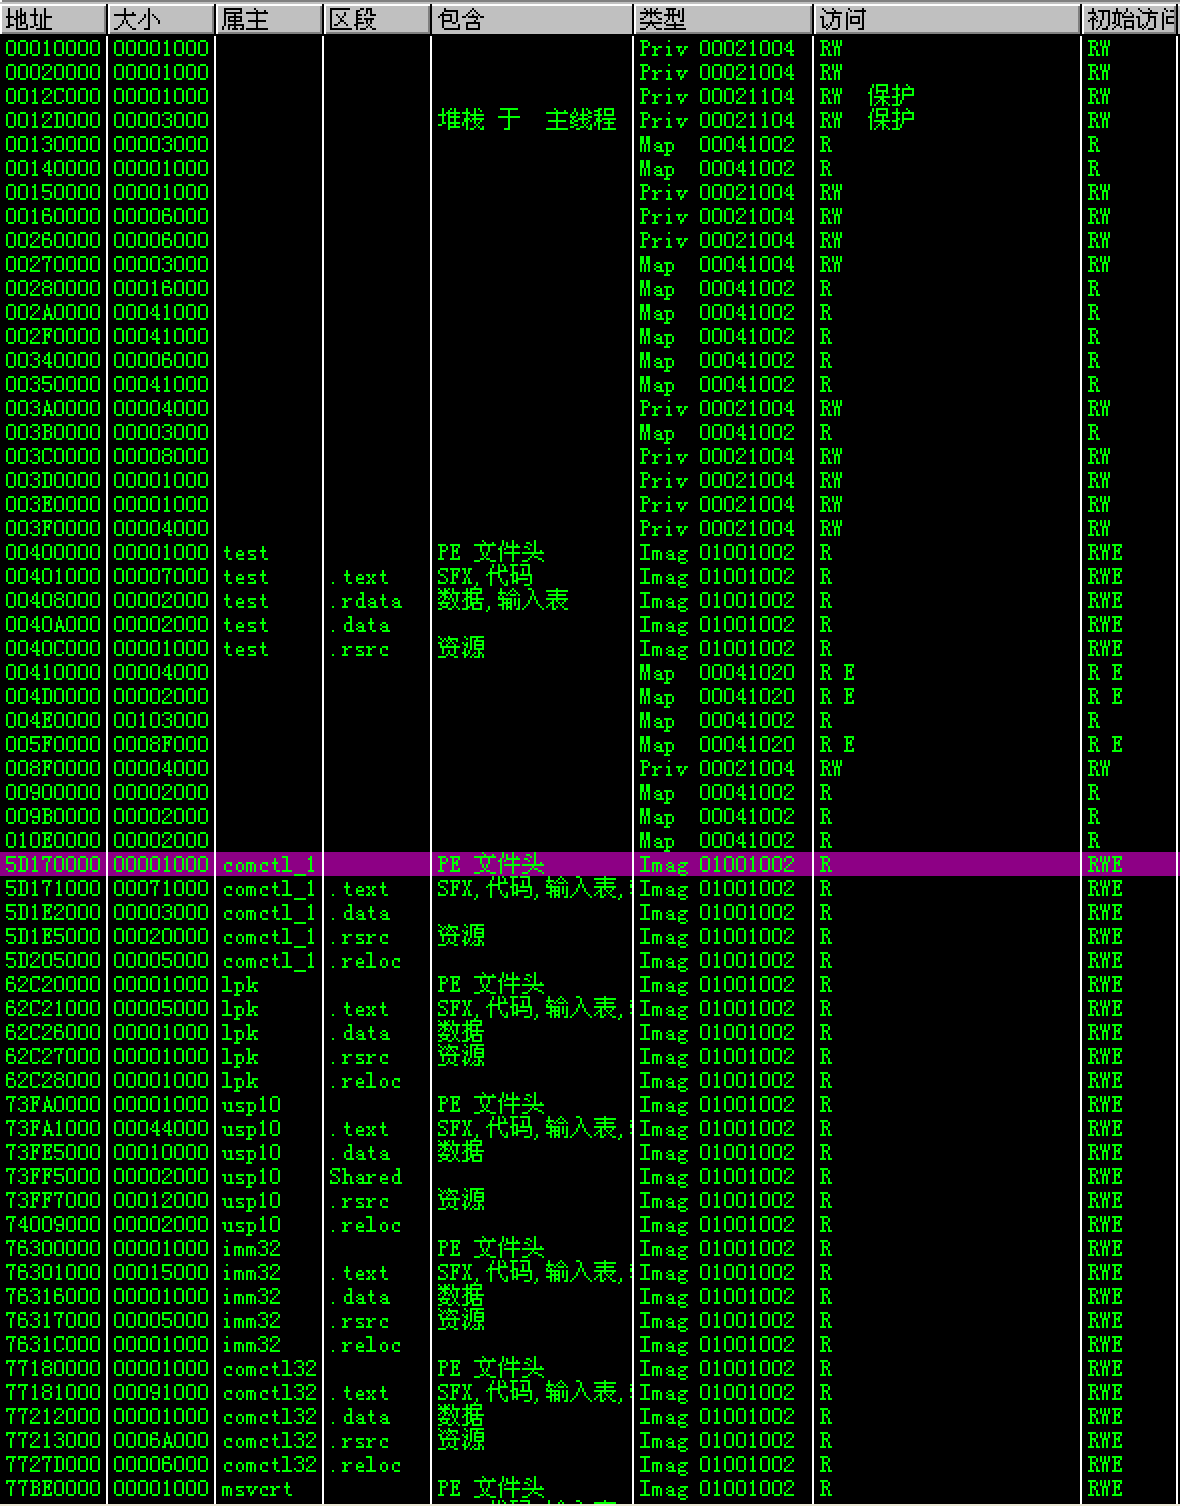 地址 大小 属主 区段 包含 类型 访问 初始访问
00010000 00001000 Priv 00021004 RW RW
00020000 00001000 Priv 00021004 RW RW
0012C000 00001000 Priv 00021104 RW 保护 RW
0012D000 00003000 堆栈 于 主线程 Priv 00021104 RW 保护 RW
00130000 00003000 Map 00041002 R R
00140000 00001000 Map 00041002 R R
00150000 00001000 Priv 00021004 RW RW
00160000 00006000 Priv 00021004 RW RW
00260000 00006000 Priv 00021004 RW RW
00270000 00003000 Map 00041004 RW RW
00280000 00016000 Map 00041002 R R
002A0000 00041000 Map 00041002 R R
002F0000 00041000 Map 00041002 R R
00340000 00006000 Map 00041002 R R
00350000 00041000 Map 00041002 R R
003A0000 00004000 Priv 00021004 RW RW
003B0000 00003000 Map 00041002 R R
003C0000 00008000 Priv 00021004 RW RW
003D0000 00001000 Priv 00021004 RW RW
003E0000 00001000 Priv 00021004 RW RW
003F0000 00004000 Priv 00021004 RW RW
00400000 00001000 test PE 文件头 Imag 01001002 R RWE
00401000 00007000 test .text SFX,代码 Imag 01001002 R RWE
00408000 00002000 test .rdata 数据,输入表 Imag 01001002 R RWE
0040A000 00002000 test .data Imag 01001002 R RWE
0040C000 00001000 test .rsrc 资源 Imag 01001002 R RWE
00410000 00004000 Map 00041020 R E R E
004D0000 00002000 Map 00041020 R E R E
004E0000 00103000 Map 00041002 R R
005F0000 0008F000 Map 00041020 R E R E
008F0000 00004000 Priv 00021004 RW RW
00900000 00002000 Map 00041002 R R
009B0000 00002000 Map 00041002 R R
010E0000 00002000 Map 00041002 R R
5D170000 00001000 comctl_1 PE 文件头 Imag 01001002 R RWE
5D171000 00071000 comctl_1 .text SFX,代码,输入表, Imag 01001002 R RWE
5D1E2000 00003000 comctl_1 .data Imag 01001002 R RWE
5D1E5000 00020000 comctl_1 .rsrc 资源 Imag 01001002 R RWE
5D205000 00005000 comctl_1 .reloc Imag 01001002 R RWE
62C20000 00001000 lpk PE 文件头 Imag 01001002 R RWE
62C21000 00005000 lpk .text SFX,代码,输入表, Imag 01001002 R RWE
62C26000 00001000 lpk .data 数据 Imag 01001002 R RWE
62C27000 00001000 lpk .rsrc 资源 Imag 01001002 R RWE
62C28000 00001000 lpk .reloc Imag 01001002 R RWE
73FA0000 00001000 usp10 PE 文件头 Imag 01001002 R RWE
73FA1000 00044000 usp10 .text SFX,代码,输入表, Imag 01001002 R RWE
73FE5000 00010000 usp10 .data 数据 Imag 01001002 R RWE
73FF5000 00002000 usp10 Shared Imag 01001002 R RWE
73FF7000 00012000 usp10 .rsrc 资源 Imag 01001002 R RWE
74009000 00002000 usp10 .reloc Imag 01001002 R RWE
76300000 00001000 imm32 PE 文件头 Imag 01001002 R RWE
76301000 00015000 imm32 .text SFX,代码,输入表, Imag 01001002 R RWE
76316000 00001000 imm32 .data 数据 Imag 01001002 R RWE
76317000 00005000 imm32 .rsrc 资源 Imag 01001002 R RWE
7631C000 00001000 imm32 .reloc Imag 01001002 R RWE
77180000 00001000 comctl32 PE 文件头 Imag 01001002 R RWE
77181000 00091000 comctl32 .text SFX,代码,输入表, Imag 01001002 R RWE
77212000 00001000 comctl32 .data 数据 Imag 01001002 R RWE
77213000 0006A000 comctl32 .rsrc 资源 Imag 01001002 R RWE
7727D000 00006000 comctl32 .reloc Imag 01001002 R RWE
77BE0000 00001000 msvcrt PE 文件头 Imag 01001002 R RWE